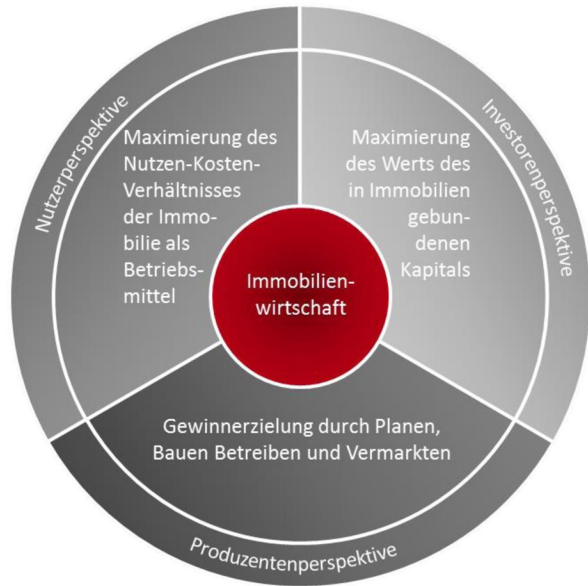 Nutzerperspektive
Maximierung des
Nutzen-Kosten-
Verhältnisses
der Immo-
bilie als
Betriebs-
mittel
Investorenperspektive
Maximierung
des Werts des
in Immobilien
gebun-
denen
Kapitals
Immobilien-
wirtschaft
Gewinnerzielung durch Planen,
Bauen Betreiben und Vermarkten
Produzentenperspektive